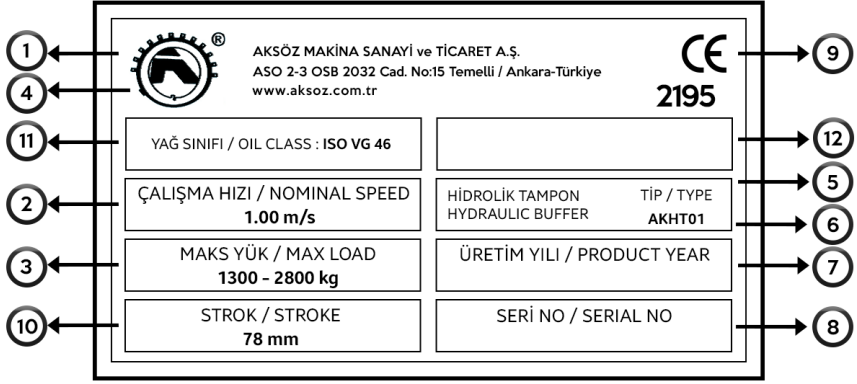 1
®
AKSÖZ MAKİNA SANAYİ ve TİCARET A.Ş.
ASO 2-3 OSB 2032 Cad. No:15 Temelli / Ankara-Türkiye
www.aksoz.com.tr
CE
2195
9
4
11
YAĞ SINIFI / OIL CLASS : ISO VG 46
12
2
ÇALIŞMA HIZI / NOMINAL SPEED
1.00 m/s
HİDROLİK TAMPON
HYDRAULIC BUFFER
TİP / TYPE
AKHT01
5
6
3
MAKS YÜK / MAX LOAD
1300 - 2800 kg
ÜRETİM YILI / PRODUCT YEAR
7
10
STROK / STROKE
78 mm
SERİ NO / SERIAL NO
8